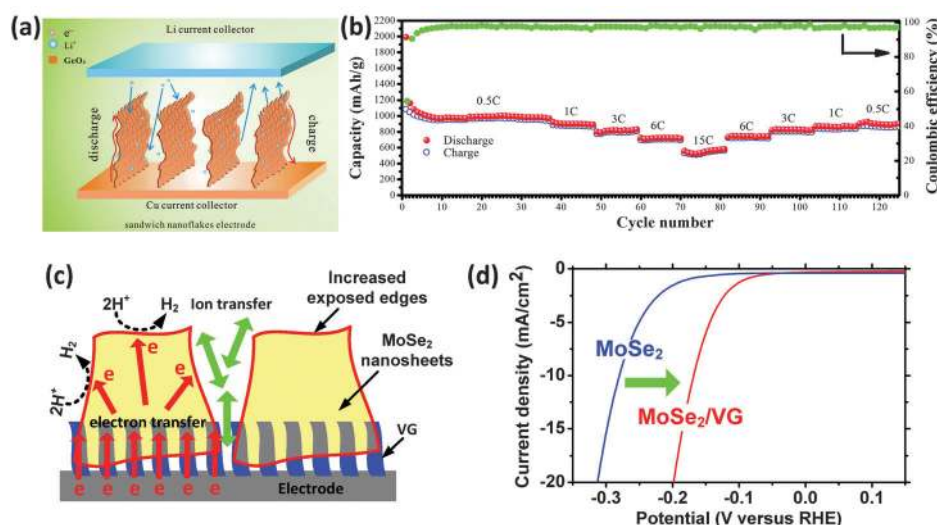 (a)
e⁻
Li⁺
GeOₓ
Li current collector
discharge
charge
Cu current collector
sandwich nanoflakes electrode
(b)
Capacity (mAh/g)
2200
2000
1800
1600
1400
1200
1000
800
600
400
200
0
0.5C
1C
3C
6C
15C
6C
3C
1C
0.5C
Discharge
Charge
0 10 20 30 40 50 60 70 80 90 100 110 120
Cycle number
100
80
60
40
20
0
Coulombic efficiency (%)
(c)
2H⁺
H₂
Ion transfer
Increased
exposed edges
MoSe₂
nanosheets
H₂
2H⁺
e
e
e
electron transfer
VG
e e e e e e
Electrode
(d)
Current density (mA/cm²)
0
-5
-10
-15
-20
MoSe₂
MoSe₂/VG
-0.3 -0.2 -0.1 0.0 0.1
Potential (V versus RHE)